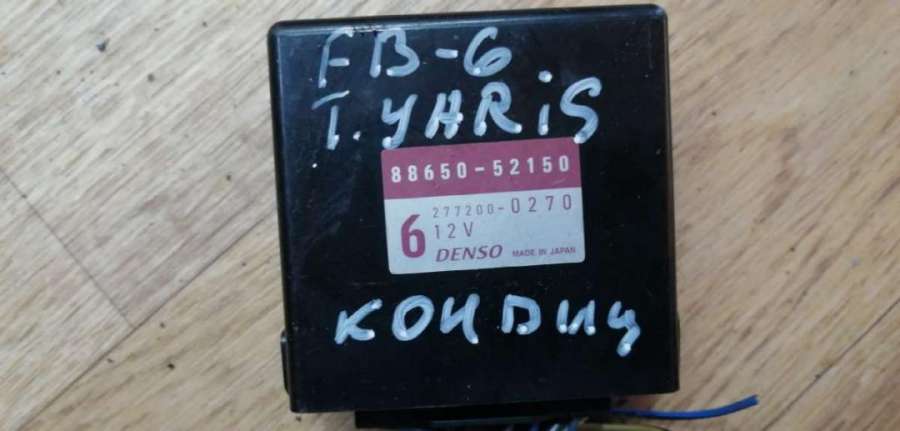 FB-6
T.YARiS
88650-52150
277200-0270
6 12V
DENSO MADE IN JAPAN
кондиц